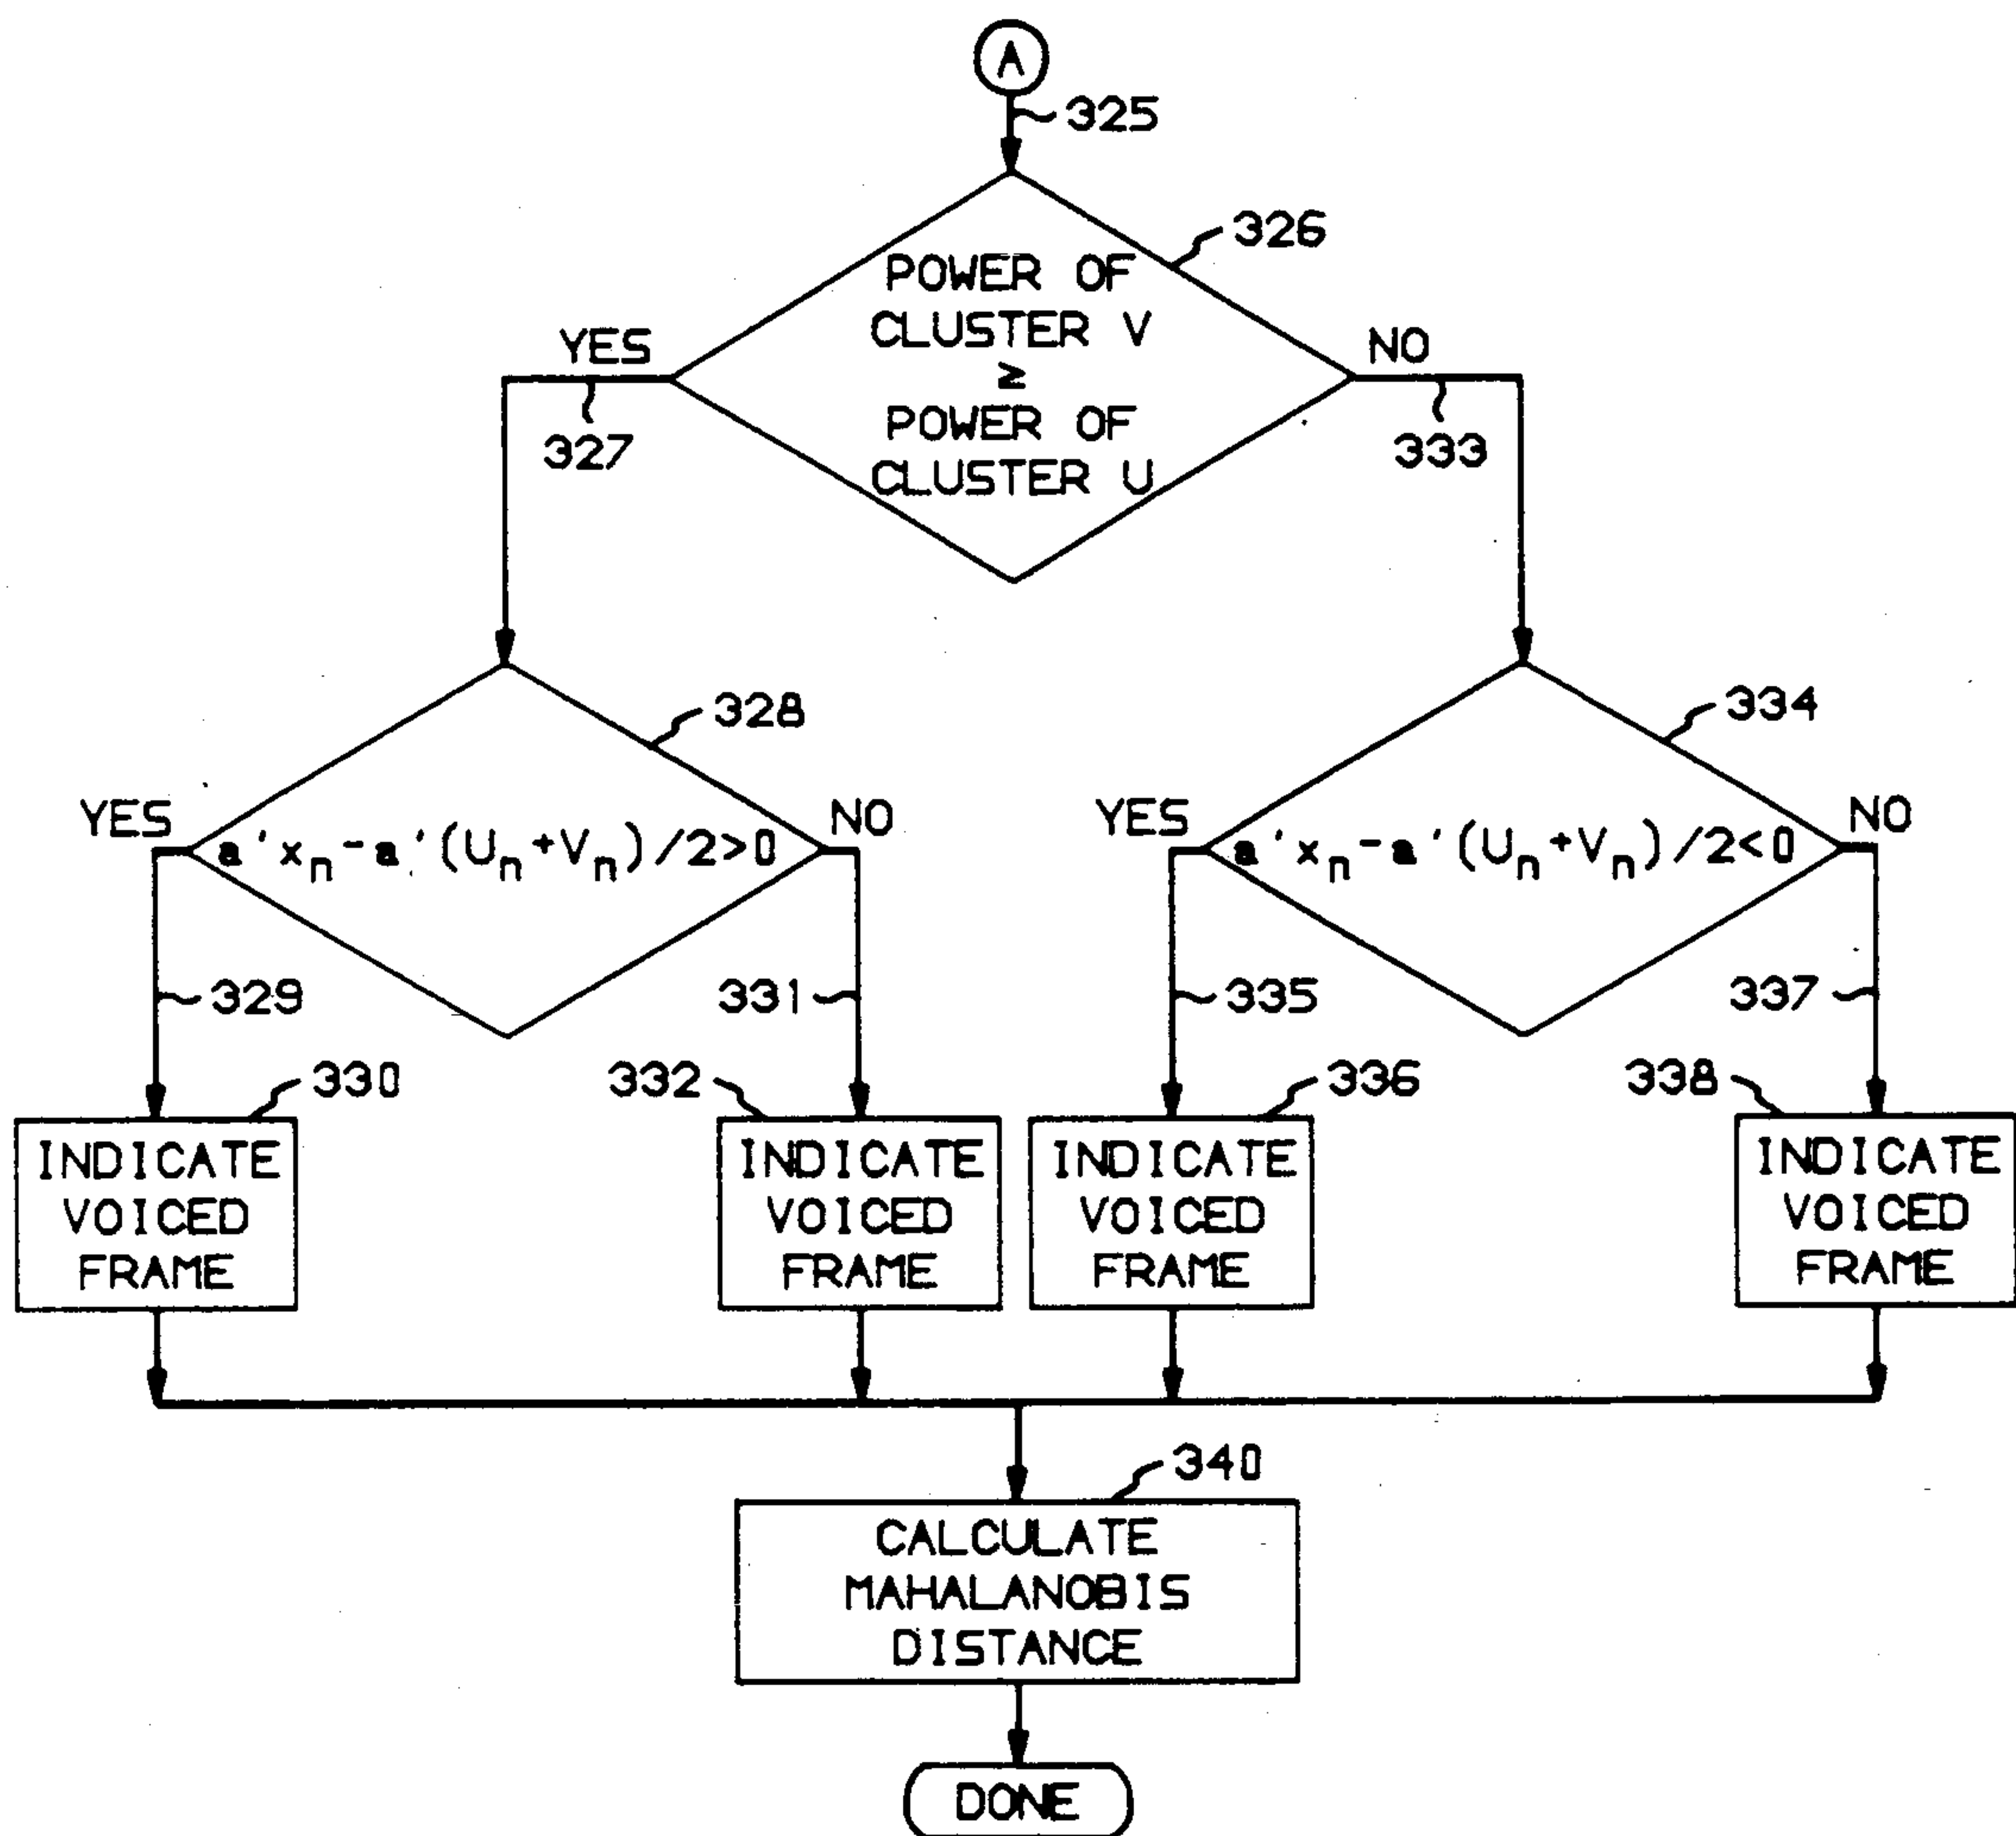 A
325
326
POWER OF
CLUSTER V
≥
POWER OF
CLUSTER U
YES
NO
327
333
328
334
YES
a'xₙ-a'(Uₙ+Vₙ)/2>0
NO
YES
a'xₙ-a'(Uₙ+Vₙ)/2<0
NO
329
331
335
337
330
332
336
338
INDICATE
VOICED
FRAME
INDICATE
VOICED
FRAME
INDICATE
VOICED
FRAME
INDICATE
VOICED
FRAME
340
CALCULATE
MAHALANOBIS
DISTANCE
DONE